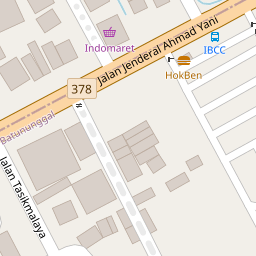 Indomaret
Jalan Jenderal Ahmad Yani
IBCC
HokBen
378
Batununggal
Jalan Tasikmalaya